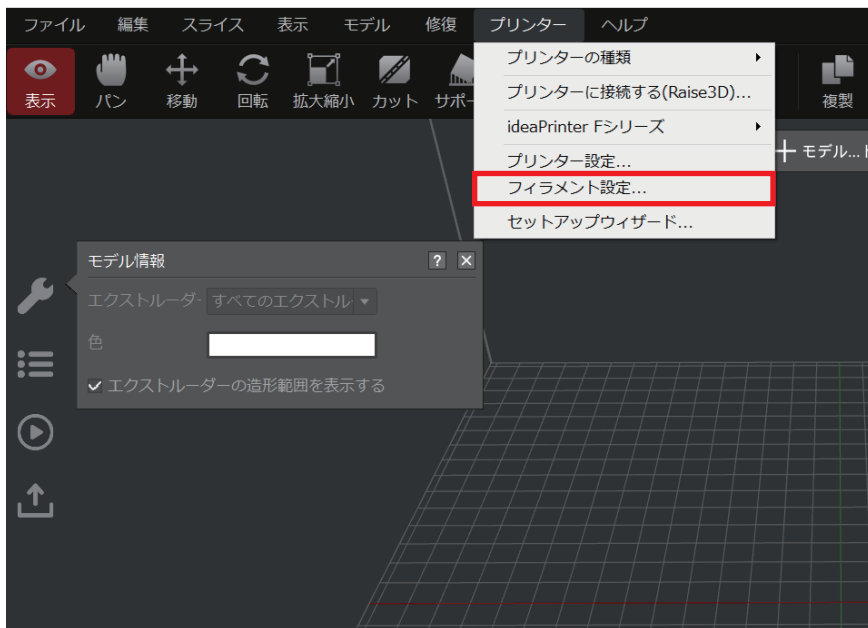 ファイル 編集 スライス 表示 モデル 修復 プリンター ヘルプ
表示 パン 移動 回転 拡大縮小 カット サポー 複製
プリンターの種類
プリンターに接続する(Raise3D)...
ideaPrinter Fシリーズ
プリンター設定...
フィラメント設定...
セットアップウィザード...
モデル...
モデル情報 ?
エクストルーダー すべてのエクストル
色
エクストルーダーの造形範囲を表示する